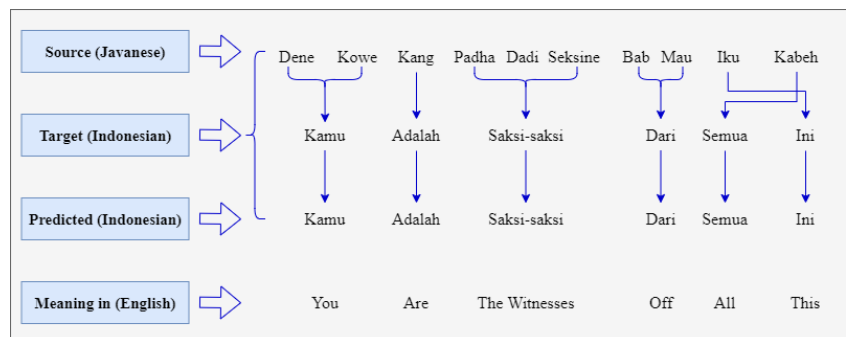 Source (Javanese) Dene Kowe Kang Padha Dadi Seksine Bab Mau Iku Kabeh
Target (Indonesian) Kamu Adalah Saksi-saksi Dari Semua Ini
Predicted (Indonesian) Kamu Adalah Saksi-saksi Dari Semua Ini
Meaning in (English) You Are The Witnesses Off All This